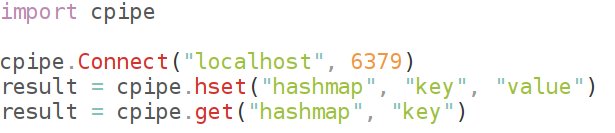 import cpipe
cpipe.Connect("localhost", 6379)
result = cpipe.hset("hashmap", "key", "value")
result = cpipe.get("hashmap", "key")